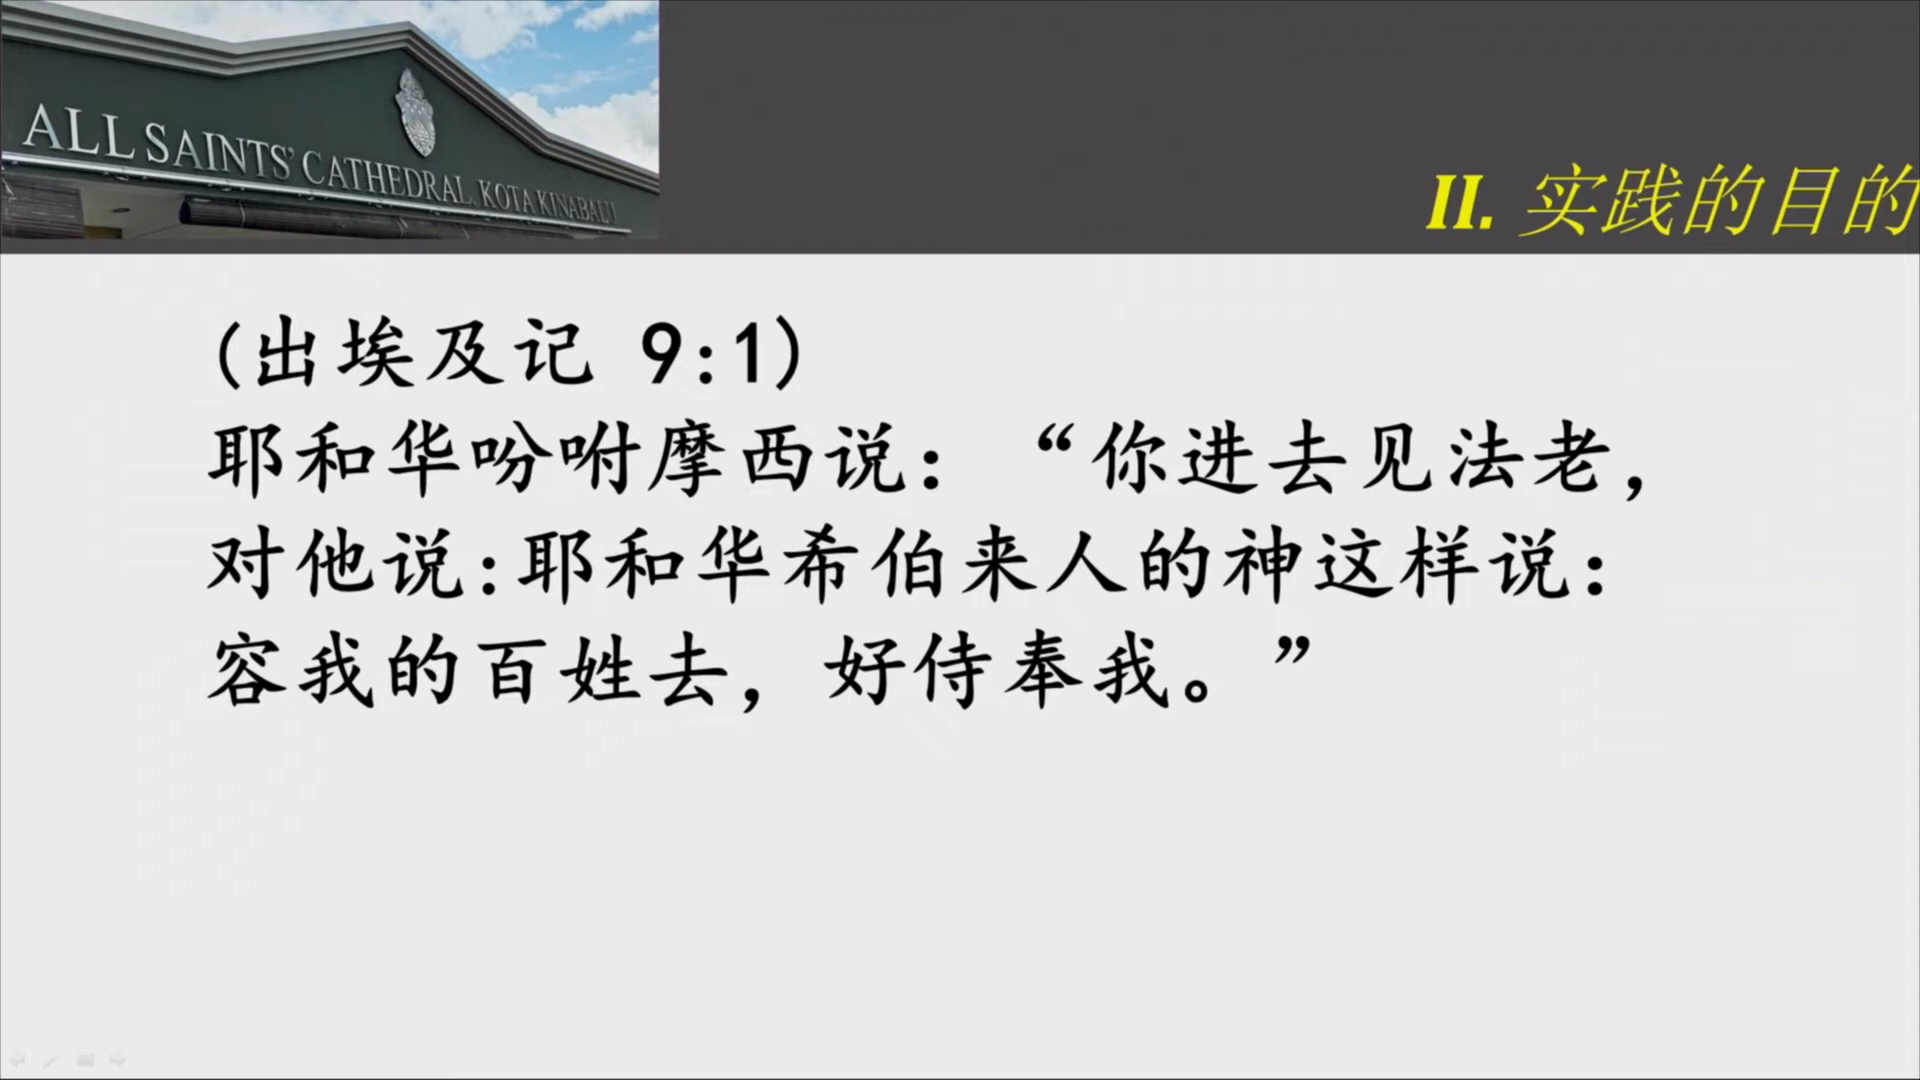 ALL SAINTS' CATHEDRAL, KOTA KINABALU
II. 实践的目的
(出埃及记 9:1)
耶和华吩咐摩西说：“你进去见法老，
对他说:耶和华希伯来人的神这样说：
容我的百姓去，好侍奉我。”